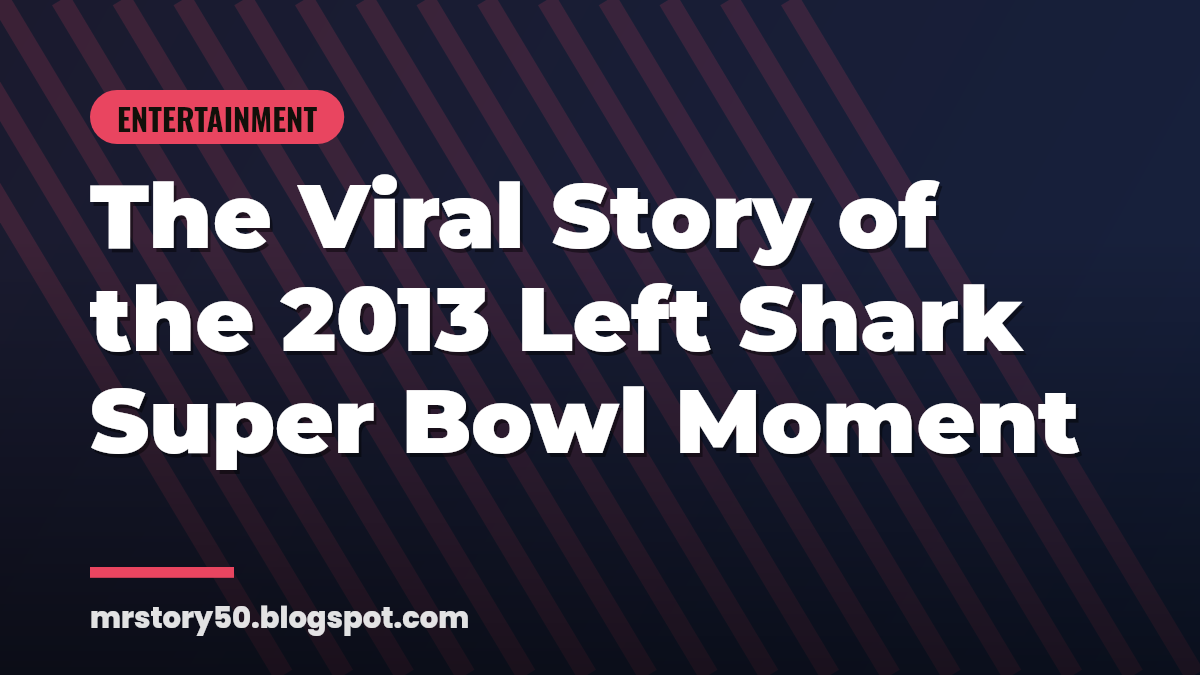 ENTERTAINMENT
The Viral Story of
the 2013 Left Shark
Super Bowl Moment
mrstory50.blogspot.com